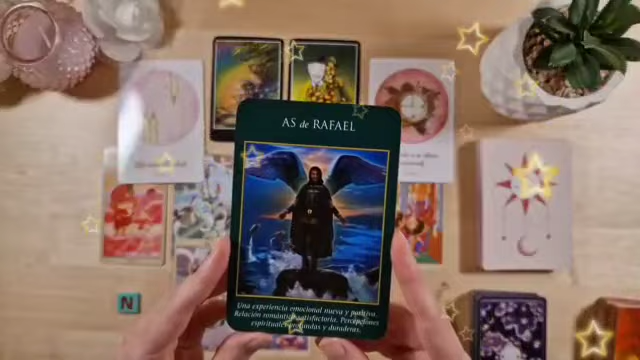 AS de RAFAEL
Una experiencia emocional nueva y positiva.
Relación romántica satisfactoria. Percepciones
espirituales profundas y duraderas.
N